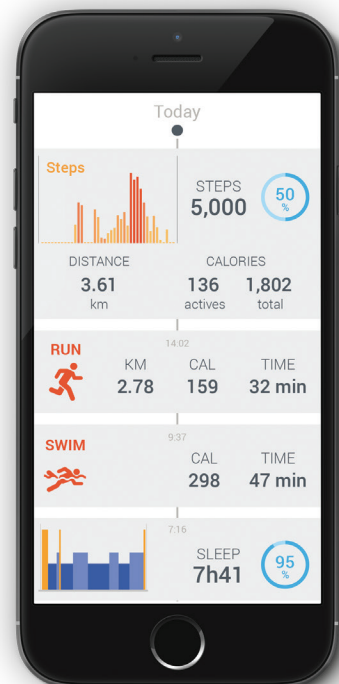 Today
Steps
STEPS
5,000
50
%
DISTANCE
3.61
km
CALORIES
136 1,802
actives total
14:02
RUN
KM CAL TIME
2.78 159 32 min
9:37
SWIM
CAL TIME
298 47 min
7:16
SLEEP
7h41
95
%